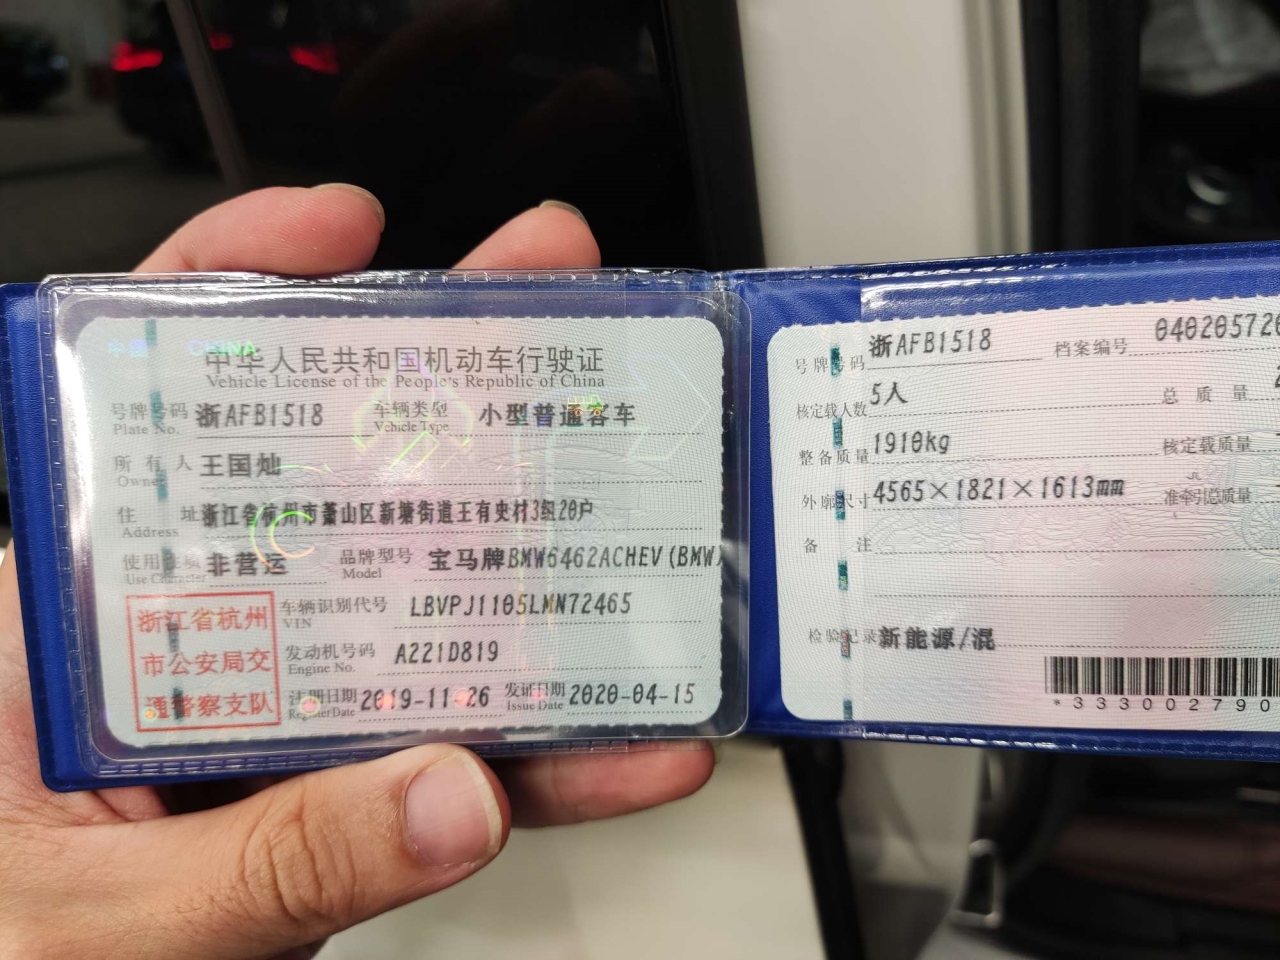 中国 CHINA
中华人民共和国机动车行驶证
Vehicle License of the People's Republic of China
号牌号码 浙AFB1518 车辆类型 小型普通客车
Plate No. Vehicle Type
所有人 王国灿
Owner
住址 浙江省杭州市萧山区新塘街道王有史村3组20户
Address
使用性质 非营运 品牌型号 宝马牌BMW6462ACHEV(BMW)
Use Character Model
浙江省杭州
市公安局交
通警察支队
车辆识别代号 LBVPJ1105LMN72465
VIN
发动机号码 A221D819
Engine No.
注册日期 2019-11-26 发证日期 2020-04-15
Register Date Issue Date
号牌号码 浙AFB1518 档案编号 040205720
核定载人数 5人 总质量
整备质量 1910kg 核定载质量
外廓尺寸 4565×1821×1613mm 准牵引总质量
备注
检验记录 新能源/混
*333002790